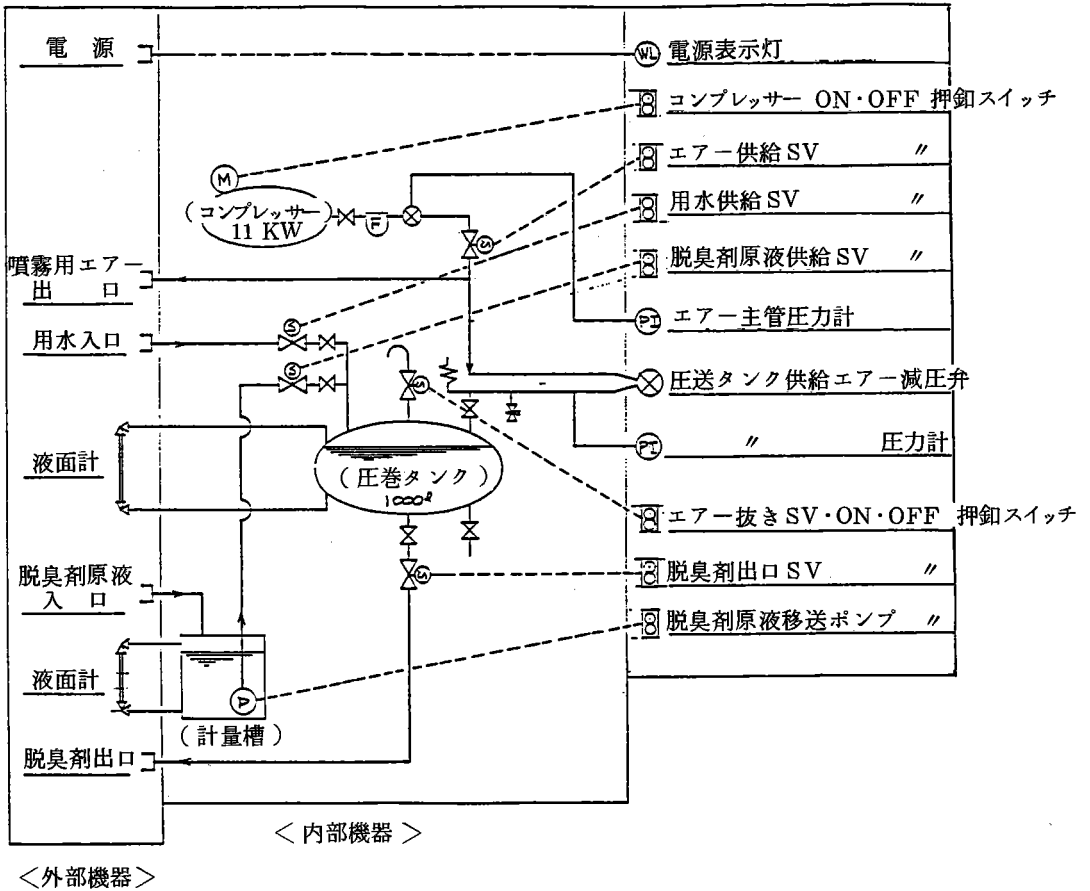 電源
WL 電源表示灯
コンプレッサー ON・OFF 押釦スイッチ
エアー供給SV 〃
用水供給SV 〃
脱臭剤原液供給SV 〃
PI エアー主管圧力計
圧送タンク供給エアー減圧弁
PI 〃 圧力計
エアー抜きSV・ON・OFF 押釦スイッチ
脱臭剤出口SV 〃
脱臭剤原液移送ポンプ 〃
M
(コンプレッサー)
11 KW
F
S
噴霧用エアー
出口
用水入口
M
M
S
液面計
(圧巻タンク)
1000ℓ
S
脱臭剤原液
入口
液面計
P
(計量槽)
脱臭剤出口
<内部機器>
<外部機器>